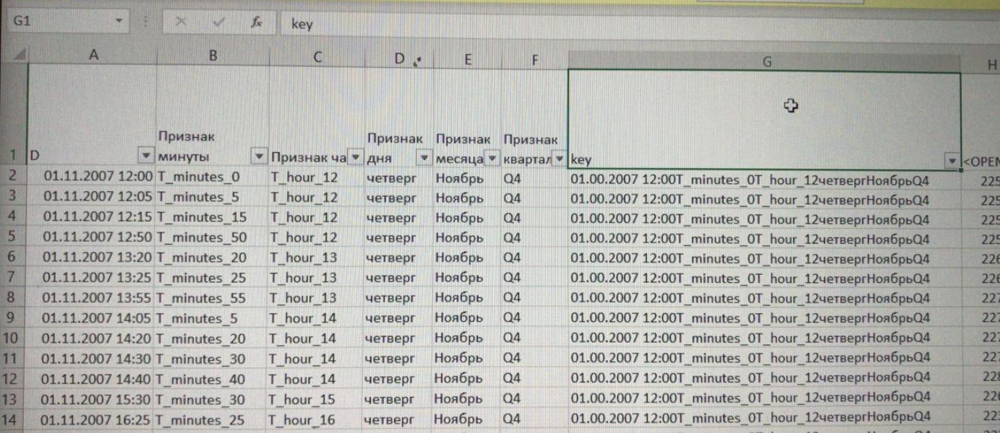 G1 fx key
A B C D E F G H
Признак
Признак Признак Признак
1 D минуты Признак ча дня месяца квартал key <OPEN
2 01.11.2007 12:00 T_minutes_0 T_hour_12 четверг Ноябрь Q4 01.00.2007 12:00T_minutes_0T_hour_12четвергНоябрьQ4 225
3 01.11.2007 12:05 T_minutes_5 T_hour_12 четверг Ноябрь Q4 01.00.2007 12:00T_minutes_0T_hour_12четвергНоябрьQ4 225
4 01.11.2007 12:15 T_minutes_15 T_hour_12 четверг Ноябрь Q4 01.00.2007 12:00T_minutes_0T_hour_12четвергНоябрьQ4 225
5 01.11.2007 12:50 T_minutes_50 T_hour_12 четверг Ноябрь Q4 01.00.2007 12:00T_minutes_0T_hour_12четвергНоябрьQ4 225
6 01.11.2007 13:20 T_minutes_20 T_hour_13 четверг Ноябрь Q4 01.00.2007 12:00T_minutes_0T_hour_12четвергНоябрьQ4 226
7 01.11.2007 13:25 T_minutes_25 T_hour_13 четверг Ноябрь Q4 01.00.2007 12:00T_minutes_0T_hour_12четвергНоябрьQ4 226
8 01.11.2007 13:55 T_minutes_55 T_hour_13 четверг Ноябрь Q4 01.00.2007 12:00T_minutes_0T_hour_12четвергНоябрьQ4 227
9 01.11.2007 14:05 T_minutes_5 T_hour_14 четверг Ноябрь Q4 01.00.2007 12:00T_minutes_0T_hour_12четвергНоябрьQ4 227
10 01.11.2007 14:20 T_minutes_20 T_hour_14 четверг Ноябрь Q4 01.00.2007 12:00T_minutes_0T_hour_12четвергНоябрьQ4 227
11 01.11.2007 14:30 T_minutes_30 T_hour_14 четверг Ноябрь Q4 01.00.2007 12:00T_minutes_0T_hour_12четвергНоябрьQ4 227
12 01.11.2007 14:40 T_minutes_40 T_hour_14 четверг Ноябрь Q4 01.00.2007 12:00T_minutes_0T_hour_12четвергНоябрьQ4 228
13 01.11.2007 15:30 T_minutes_30 T_hour_15 четверг Ноябрь Q4 01.00.2007 12:00T_minutes_0T_hour_12четвергНоябрьQ4 226
14 01.11.2007 16:25 T_minutes_25 T_hour_16 четверг Ноябрь Q4 01.00.2007 12:00T_minutes_0T_hour_12четвергНоябрьQ4